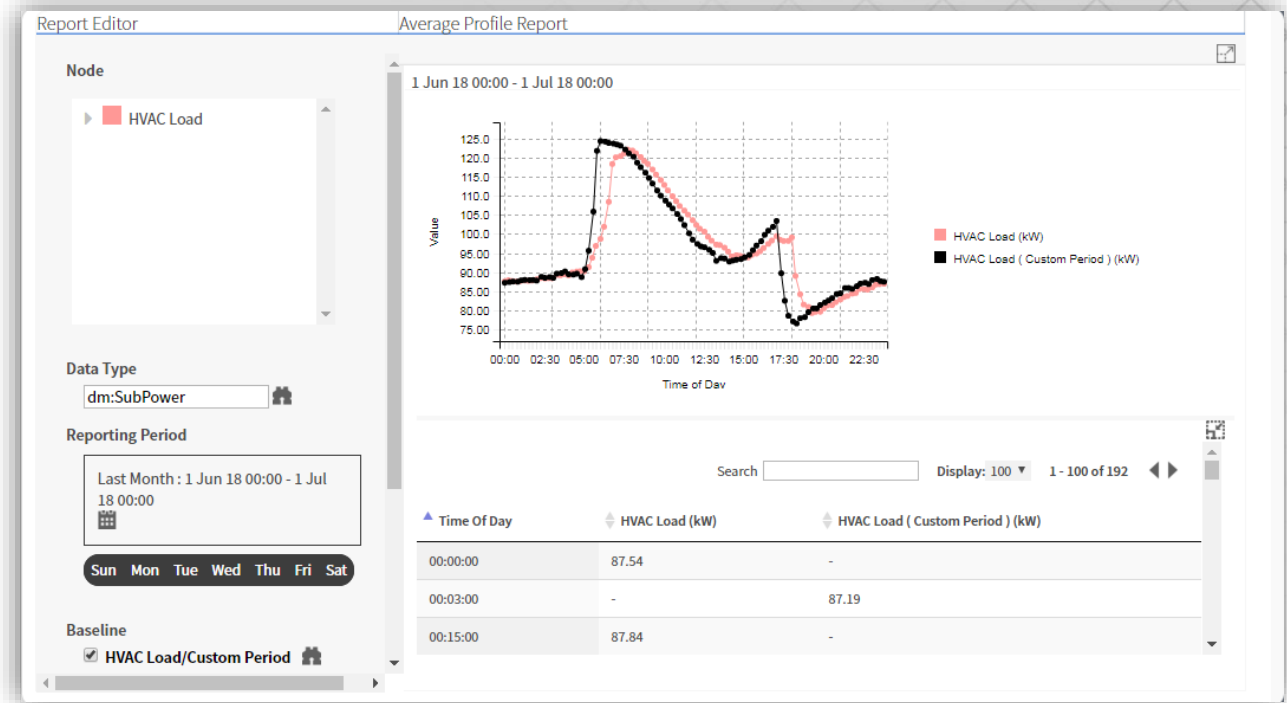 Report Editor
Average Profile Report
Node
HVAC Load
Data Type
dm:SubPower
Reporting Period
Last Month : 1 Jun 18 00:00 - 1 Jul
18 00:00
Sun Mon Tue Wed Thu Fri Sat
Baseline
HVAC Load/Custom Period
1 Jun 18 00:00 - 1 Jul 18 00:00
125.0
120.0
115.0
110.0
105.0
100.0
95.00
90.00
85.00
80.00
75.00
Value
00:00 02:30 05:00 07:30 10:00 12:30 15:00 17:30 20:00 22:30
Time of Day
HVAC Load (kW)
HVAC Load ( Custom Period ) (kW)
Search Display: 100 1 - 100 of 192
Time Of Day HVAC Load (kW) HVAC Load ( Custom Period ) (kW)
00:00:00 87.54 -
00:03:00 - 87.19
00:15:00 87.84 -